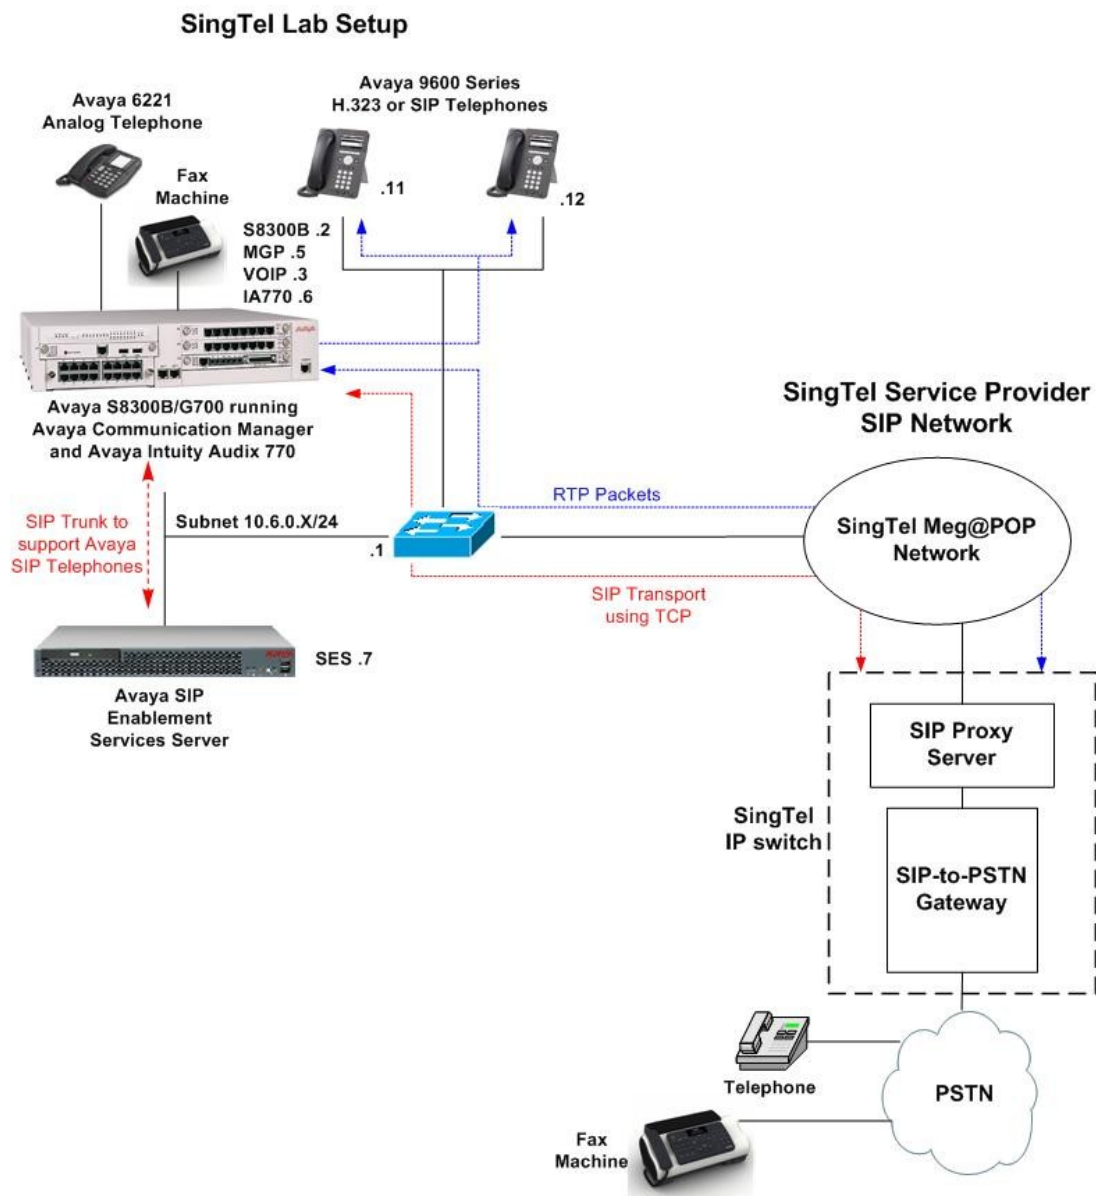 SingTel Lab Setup
Avaya 6221
Analog Telephone
Avaya 9600 Series
H.323 or SIP Telephones
Fax
Machine
.11
.12
S8300B .2
MGP .5
VOIP .3
IA770 .6
AVAYA
Avaya S8300B/G700 running
Avaya Communication Manager
and Avaya Intuity Audix 770
SingTel Service Provider
SIP Network
RTP Packets
SIP Trunk to
support Avaya
SIP Telephones
Subnet 10.6.0.X/24
.1
SingTel Meg@POP
Network
SIP Transport
using TCP
AVAYA
SES .7
Avaya SIP
Enablement
Services Server
SIP Proxy
Server
SingTel
IP switch
SIP-to-PSTN
Gateway
Telephone
PSTN
Fax
Machine